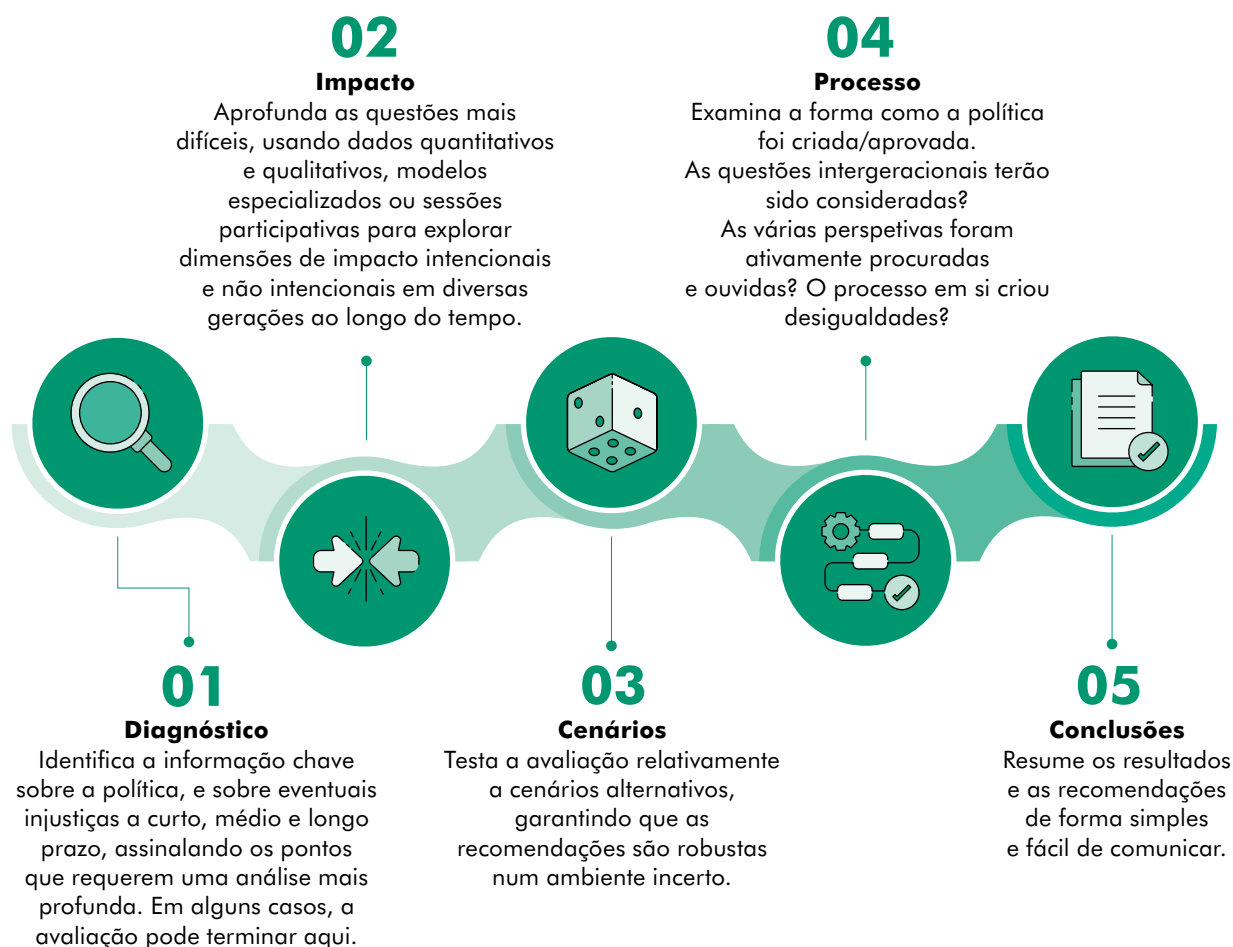 02
Impacto
Aprofunda as questões mais
difíceis, usando dados quantitativos
e qualitativos, modelos
especializados ou sessões
participativas para explorar
dimensões de impacto intencionais
e não intencionais em diversas
gerações ao longo do tempo.
04
Processo
Examina a forma como a política
foi criada/aprovada.
As questões intergeracionais terão
sido consideradas?
As várias perspetivas foram
ativamente procuradas
e ouvidas? O processo em si criou
desigualdades?
01
Diagnóstico
Identifica a informação chave
sobre a política, e sobre eventuais
injustiças a curto, médio e longo
prazo, assinalando os pontos
que requerem uma análise mais
profunda. Em alguns casos, a
avaliação pode terminar aqui.
03
Cenários
Testa a avaliação relativamente
a cenários alternativos,
garantindo que as
recomendações são robustas
num ambiente incerto.
05
Conclusões
Resume os resultados
e as recomendações
de forma simples
e fácil de comunicar.